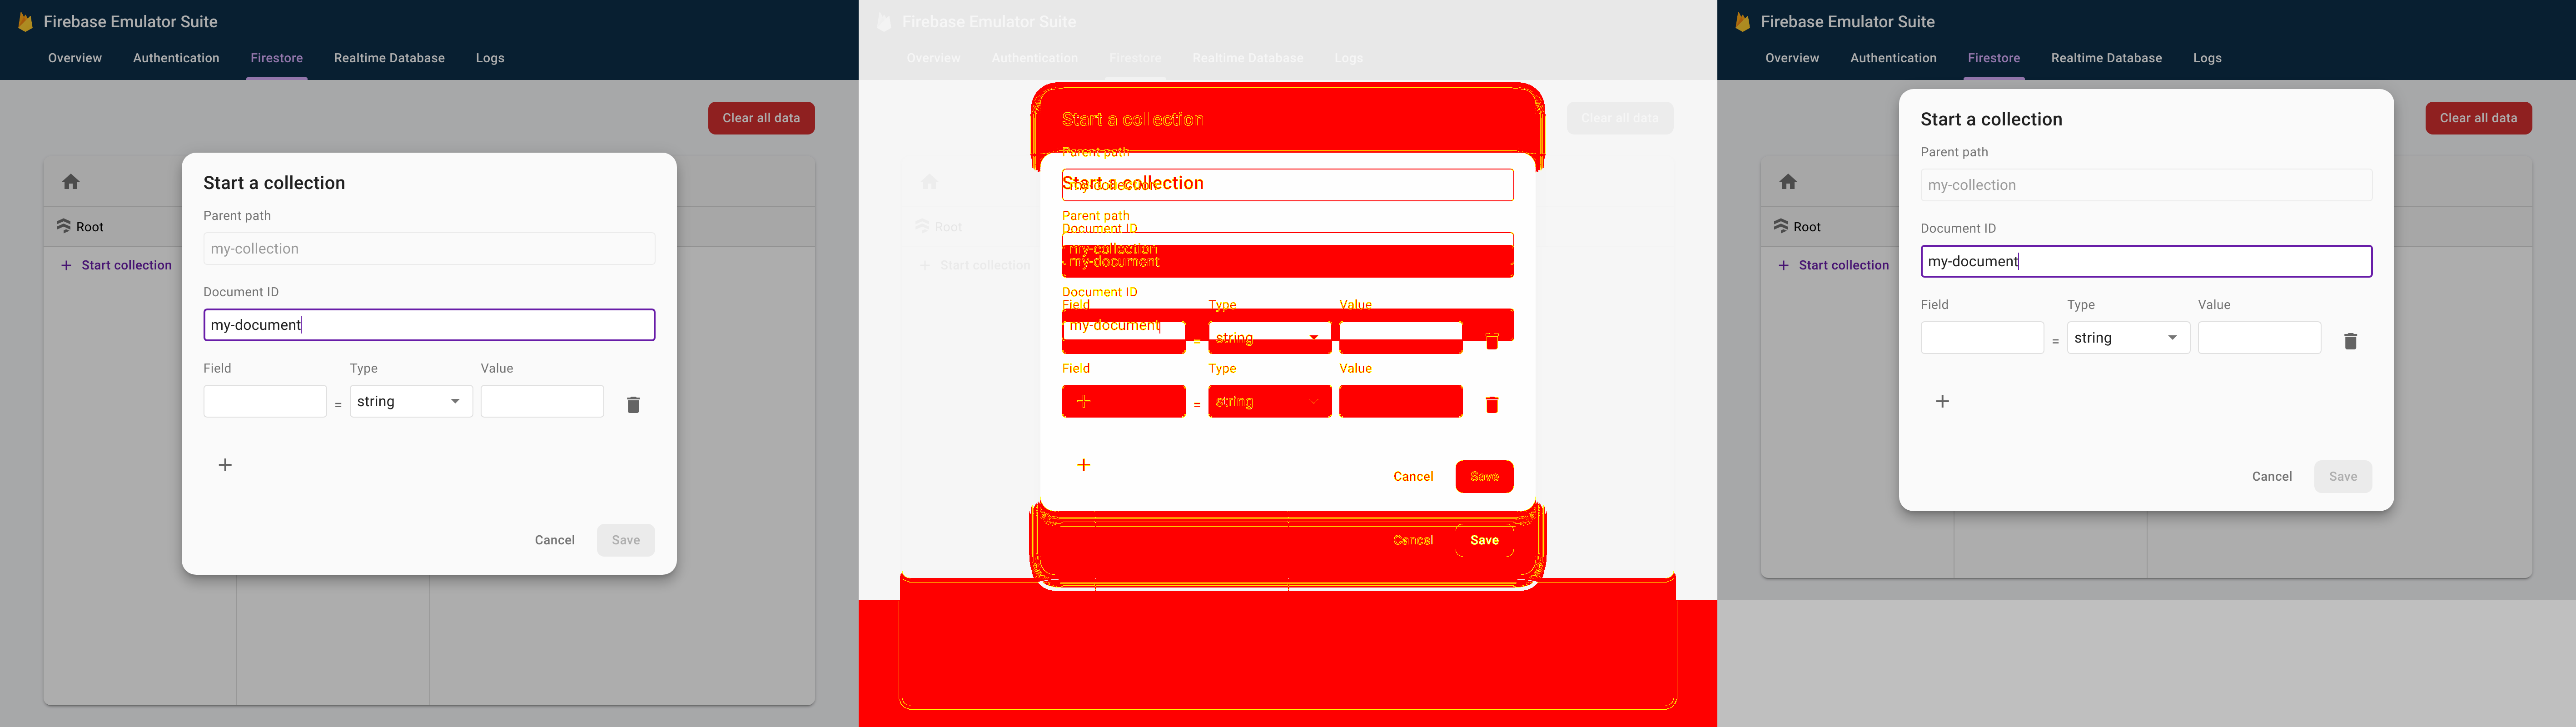 Firebase Emulator Suite
Overview Authentication Firestore Realtime Database Logs
Clear all data
Root
Start collection
Start a collection
Parent path
my-collection
Document ID
my-document
Field Type Value
= string
Cancel Save
Firebase Emulator Suite
Overview Authentication Firestore Realtime Database Logs
Clear all data
Start a collection
Parent path
Root
Start a collection
my-collection
Parent path
Document ID
my-collection
my-document
Start collection
Document ID
Field Type Value
my-document
= string
Field Type Value
= string
Cancel Save
Cancel Save
Firebase Emulator Suite
Overview Authentication Firestore Realtime Database Logs
Clear all data
Root
Start collection
Start a collection
Parent path
my-collection
Document ID
my-document
Field Type Value
= string
Cancel Save